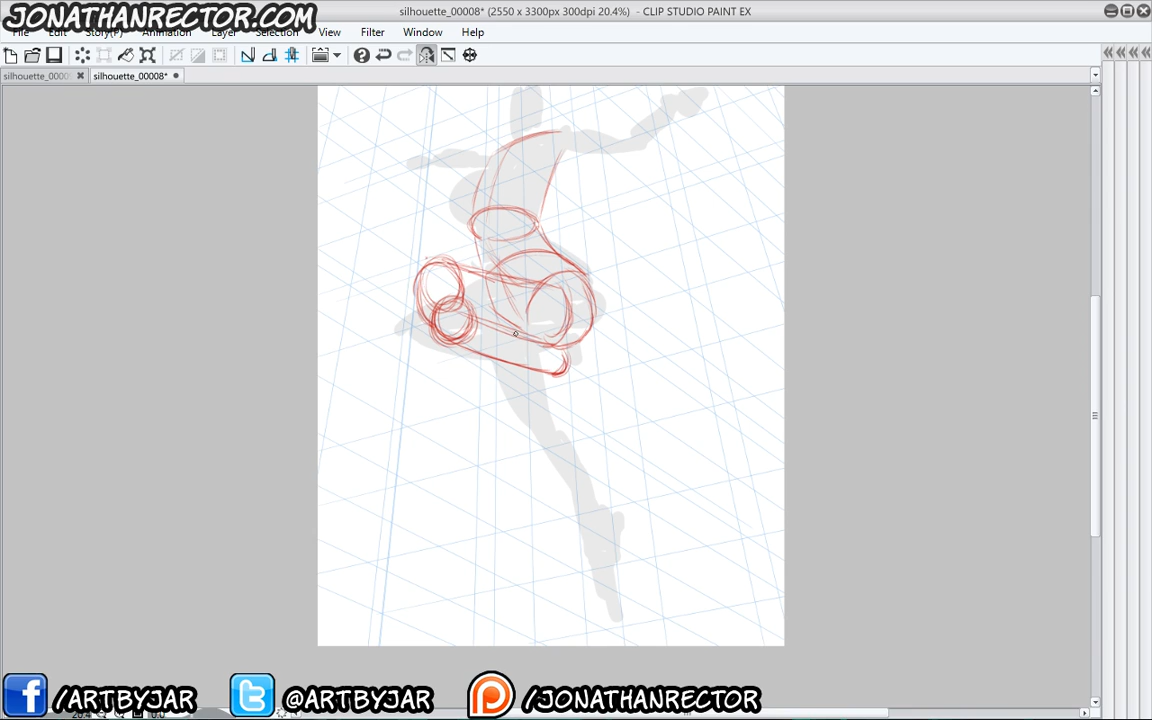 JONATHANRECTOR.COM
silhouette_00008* (2550 x 3300px 300dpi 20.4%) - CLIP STUDIO PAINT EX
File Edit Story(P) Animation Layer Selection View Filter Window Help
silhouette_0000 silhouette_00008*
/ARTBYJAR @ARTBYJAR /JONATHANRECTOR